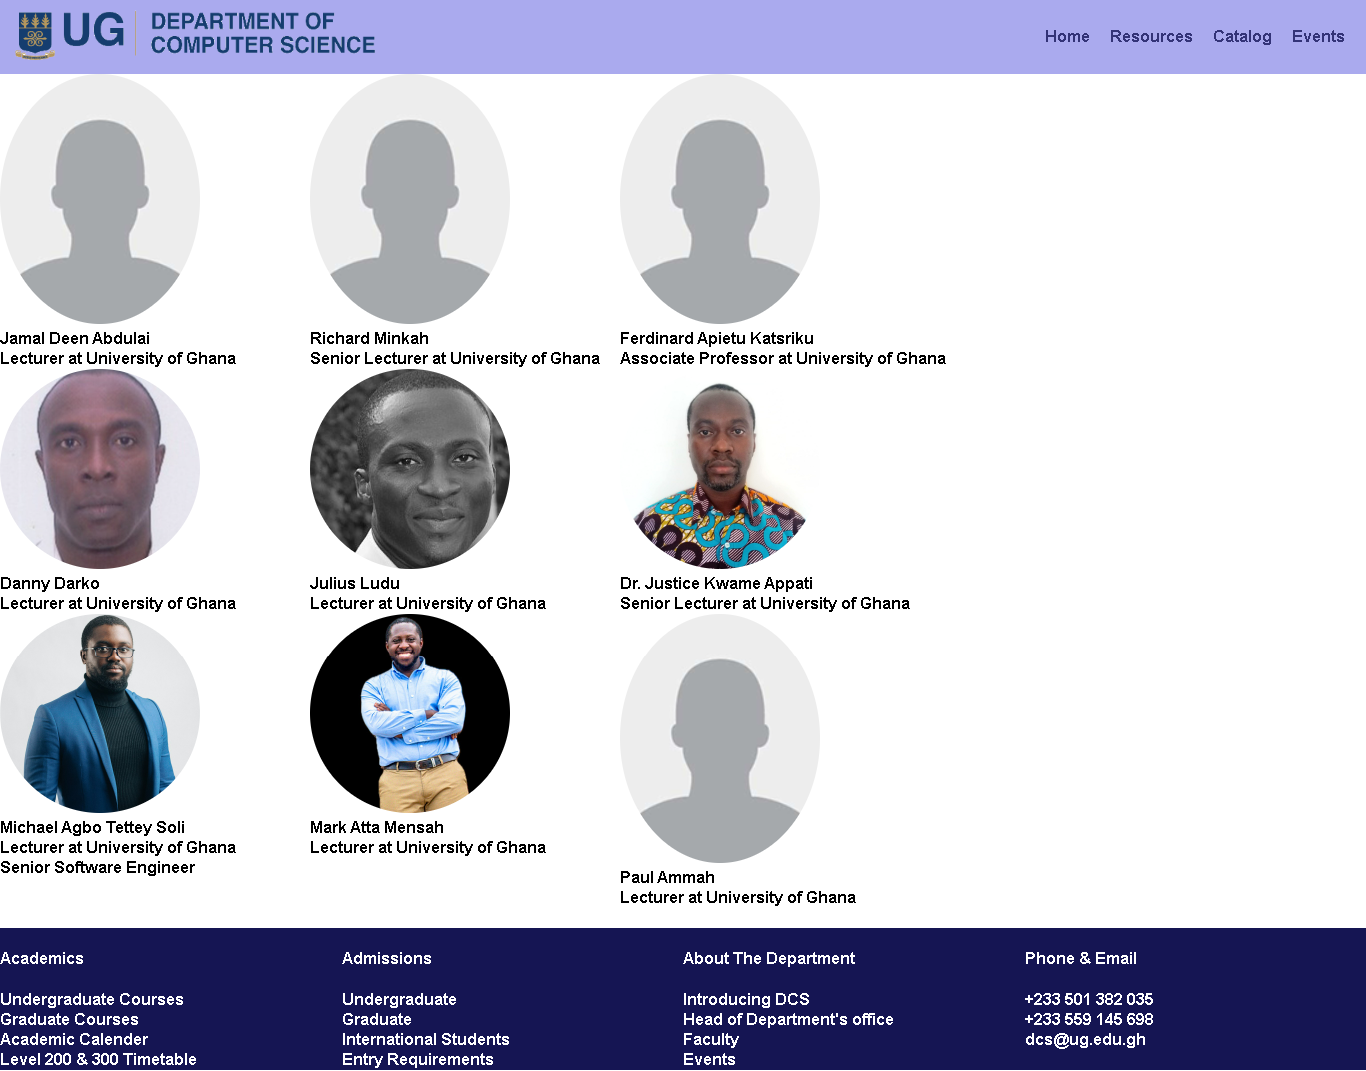 UG
DEPARTMENT OF
COMPUTER SCIENCE
Home Resources Catalog Events
Jamal Deen Abdulai
Lecturer at University of Ghana
Richard Minkah
Senior Lecturer at University of Ghana
Ferdinard Apietu Katsriku
Associate Professor at University of Ghana
Danny Darko
Lecturer at University of Ghana
Julius Ludu
Lecturer at University of Ghana
Dr. Justice Kwame Appati
Senior Lecturer at University of Ghana
Michael Agbo Tettey Soli
Lecturer at University of Ghana
Senior Software Engineer
Mark Atta Mensah
Lecturer at University of Ghana
Paul Ammah
Lecturer at University of Ghana
Academics
Undergraduate Courses
Graduate Courses
Academic Calender
Level 200 & 300 Timetable
Admissions
Undergraduate
Graduate
International Students
Entry Requirements
About The Department
Introducing DCS
Head of Department's office
Faculty
Events
Phone & Email
+233 501 382 035
+233 559 145 698
dcs@ug.edu.gh